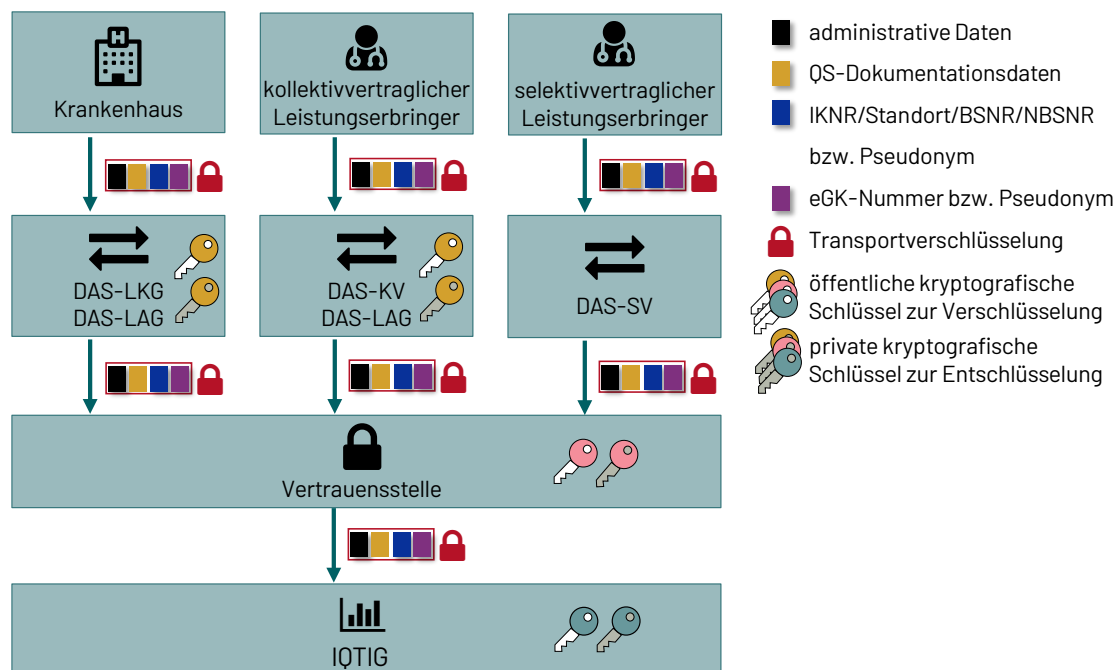 H
Krankenhaus
kollektivvertraglicher
Leistungserbringer
selektivvertraglicher
Leistungserbringer
DAS-LKG
DAS-LAG
DAS-KV
DAS-LAG
DAS-SV
Vertrauensstelle
IQTIG
administrative Daten
QS-Dokumentationsdaten
IKNR/Standort/BSNR/NBSNR
bzw. Pseudonym
eGK-Nummer bzw. Pseudonym
Transportverschlüsselung
öffentliche kryptografische
Schlüssel zur Verschlüsselung
private kryptografische
Schlüssel zur Entschlüsselung